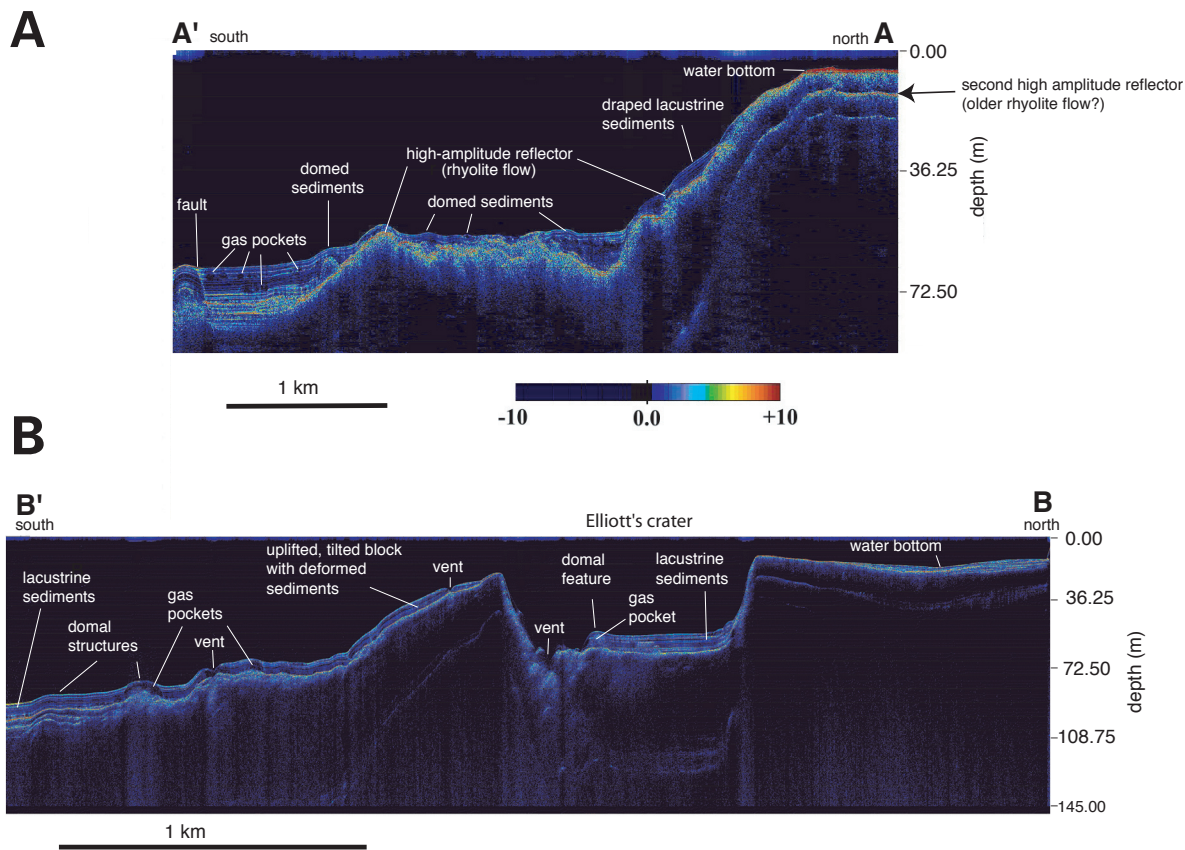 A
A'
south
north
A
0.00
water bottom
second high amplitude reflector
(older rhyolite flow?)
draped lacustrine
sediments
high-amplitude reflector
(rhyolite flow)
domed
sediments
36.25
depth (m)
fault
domed sediments
gas pockets
72.50
1 km
-10
0.0
+10
B
B'
south
Elliott's crater
B
north
0.00
uplifted, tilted block
with deformed
sediments
vent
domal
feature
lacustrine
sediments
water bottom
lacustrine
sediments
gas
pockets
gas
pocket
36.25
domal
structures
vent
vent
72.50
depth (m)
108.75
145.00
1 km